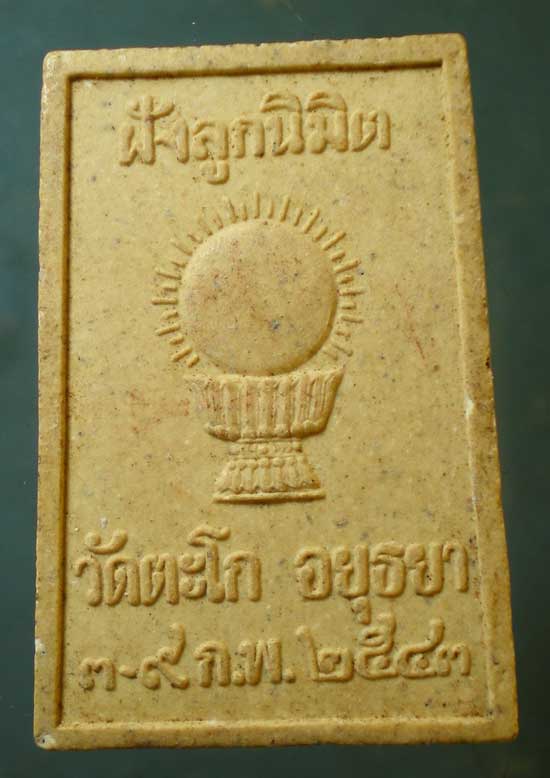 ฝังลูกนิมิต
วัดตะโก อยุธยา
๓-๙ ก.พ. ๒๕๔๓